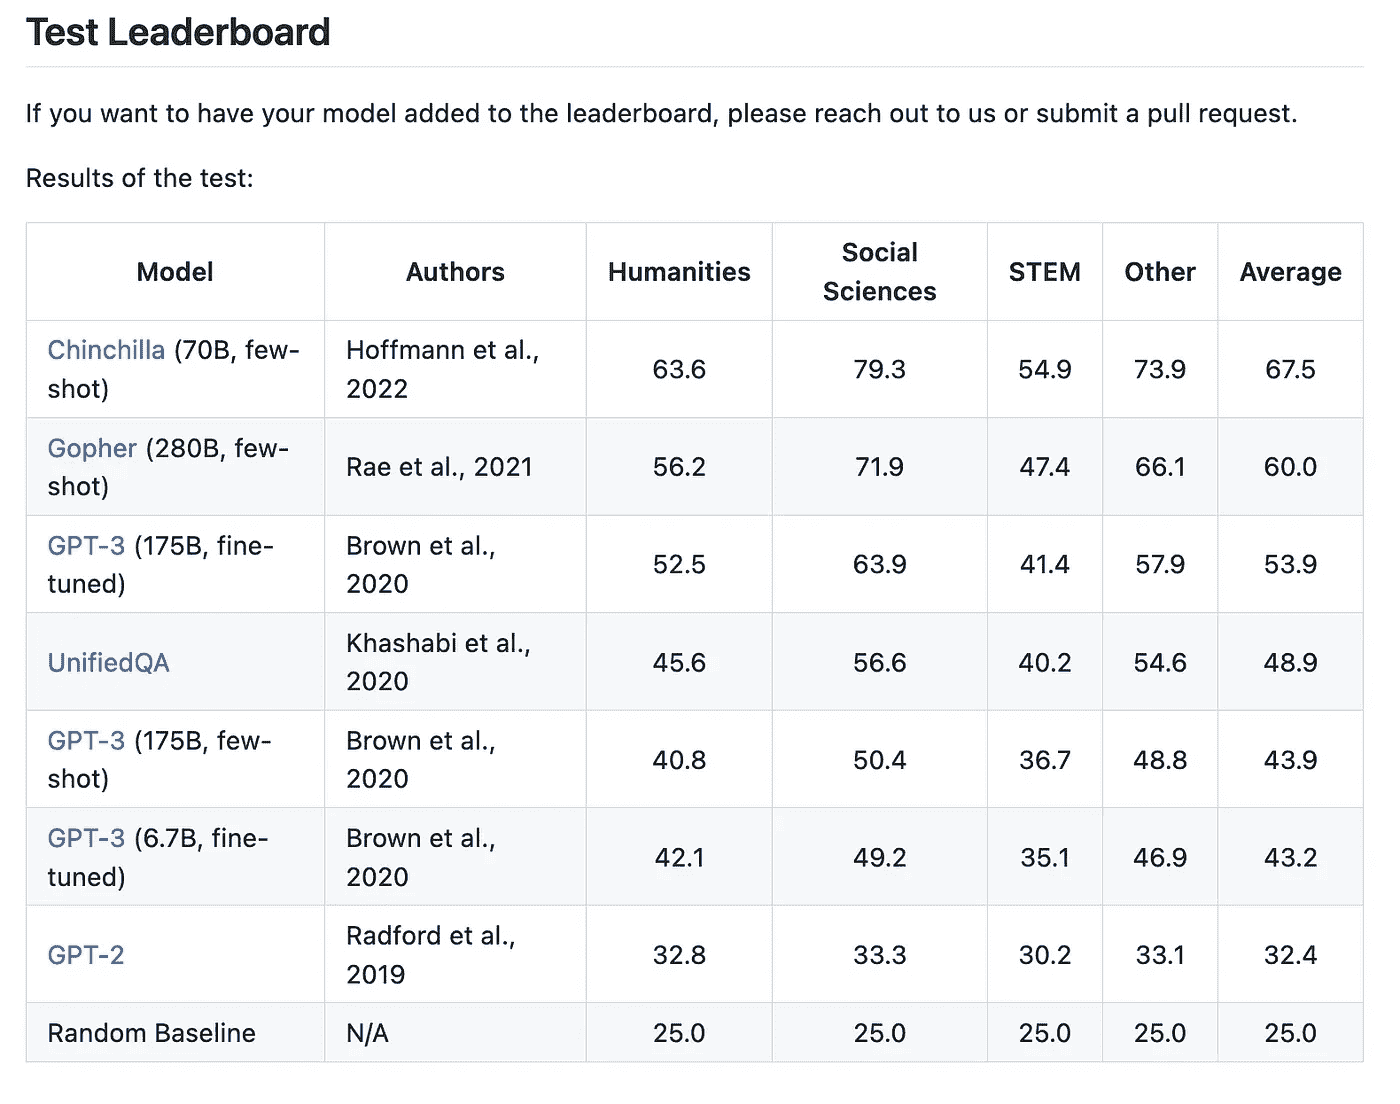 Test Leaderboard
If you want to have your model added to the leaderboard, please reach out to us or submit a pull request.
Results of the test:
Model Authors Humanities Social Sciences STEM Other Average
Chinchilla (70B, few-shot) Hoffmann et al., 2022 63.6 79.3 54.9 73.9 67.5
Gopher (280B, few-shot) Rae et al., 2021 56.2 71.9 47.4 66.1 60.0
GPT-3 (175B, fine-tuned) Brown et al., 2020 52.5 63.9 41.4 57.9 53.9
UnifiedQA Khashabi et al., 2020 45.6 56.6 40.2 54.6 48.9
GPT-3 (175B, few-shot) Brown et al., 2020 40.8 50.4 36.7 48.8 43.9
GPT-3 (6.7B, fine-tuned) Brown et al., 2020 42.1 49.2 35.1 46.9 43.2
GPT-2 Radford et al., 2019 32.8 33.3 30.2 33.1 32.4
Random Baseline N/A 25.0 25.0 25.0 25.0 25.0